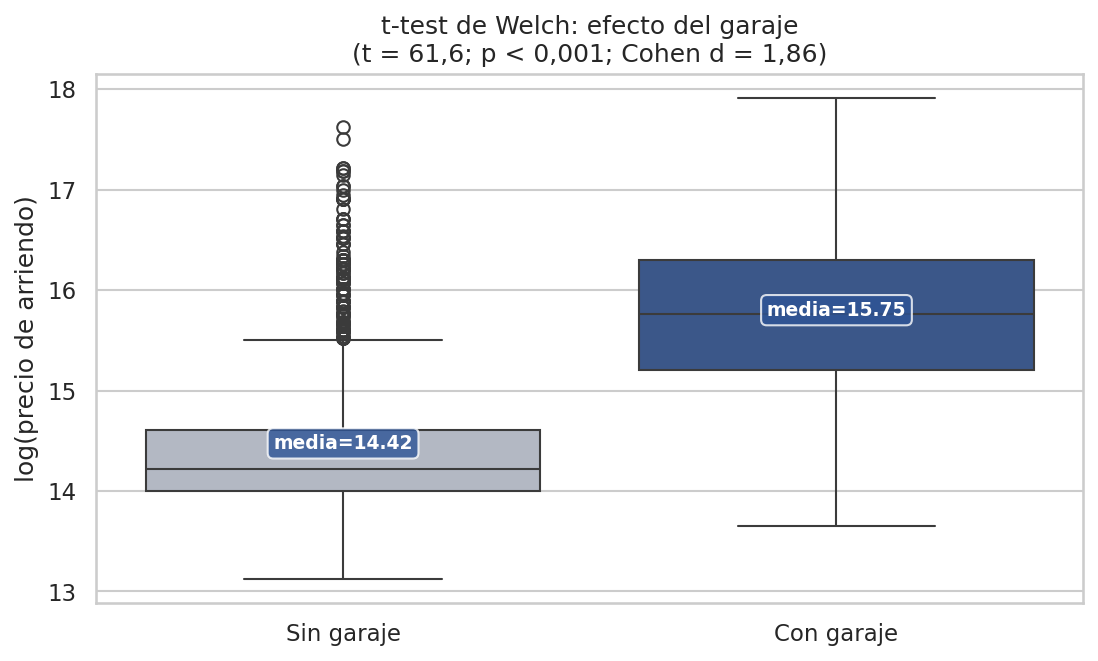 t-test de Welch: efecto del garaje
(t = 61,6; p < 0,001; Cohen d = 1,86)
log(precio de arriendo)
18
17
16
15
14
13
media=14.42
media=15.75
Sin garaje
Con garaje